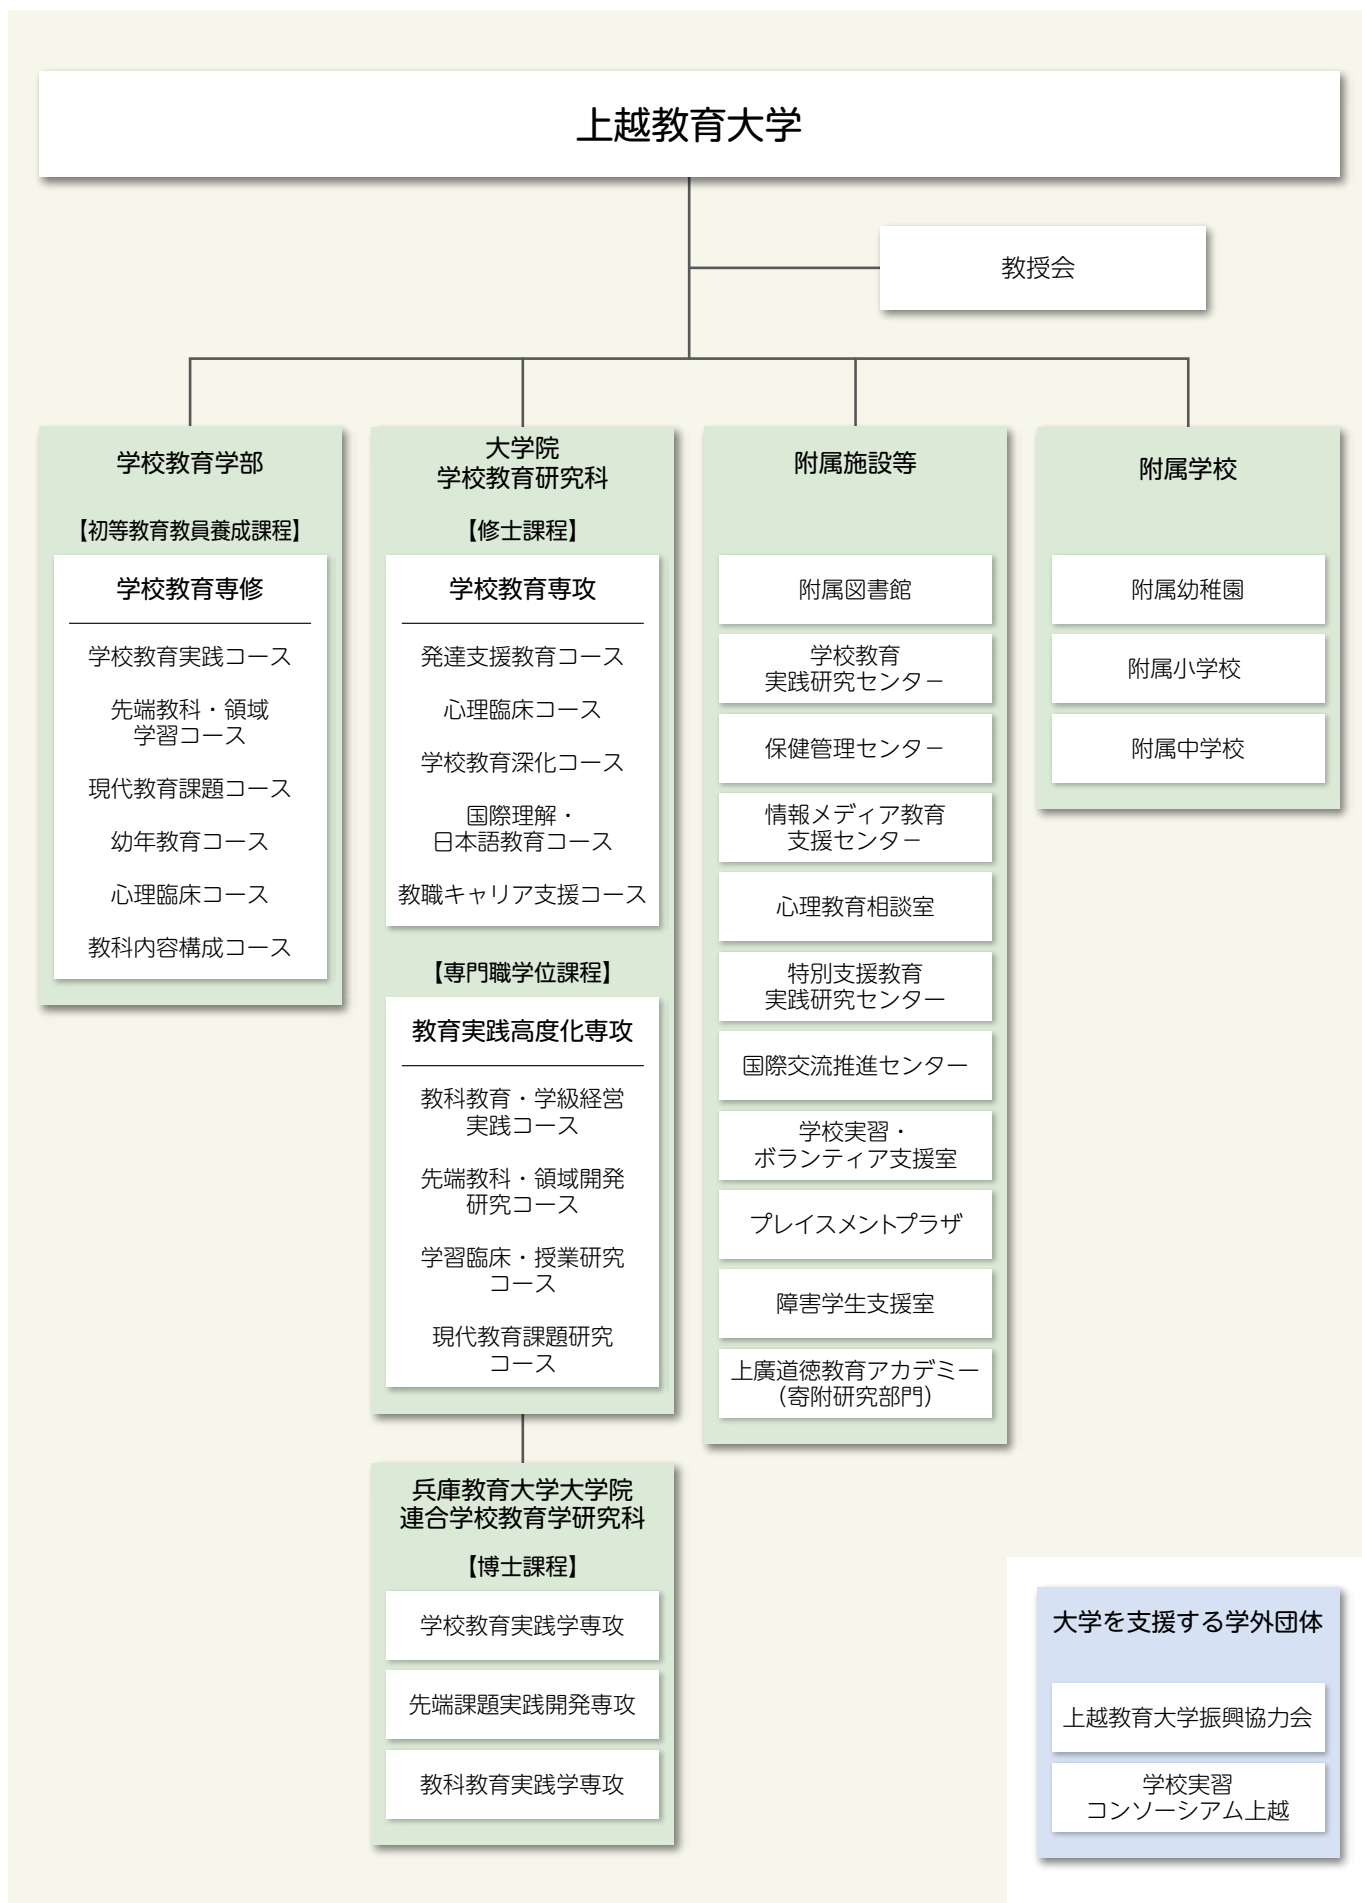 上越教育大学
教授会
学校教育学部
【初等教育教員養成課程】
学校教育専修
学校教育実践コース
先端教科・領域
学習コース
現代教育課題コース
幼年教育コース
心理臨床コース
教科内容構成コース
大学院
学校教育研究科
【修士課程】
学校教育専攻
発達支援教育コース
心理臨床コース
学校教育深化コース
国際理解・
日本語教育コース
教職キャリア支援コース
【専門職学位課程】
教育実践高度化専攻
教科教育・学級経営
実践コース
先端教科・領域開発
研究コース
学習臨床・授業研究
コース
現代教育課題研究
コース
兵庫教育大学大学院
連合学校教育学研究科
【博士課程】
学校教育実践学専攻
先端課題実践開発専攻
教科教育実践学専攻
附属施設等
附属図書館
学校教育
実践研究センター
保健管理センター
情報メディア教育
支援センター
心理教育相談室
特別支援教育
実践研究センター
国際交流推進センター
学校実習・
ボランティア支援室
プレイスメントプラザ
障害学生支援室
上廣道徳教育アカデミー
（寄附研究部門）
附属学校
附属幼稚園
附属小学校
附属中学校
大学を支援する学外団体
上越教育大学振興協力会
学校実習
コンソーシアム上越